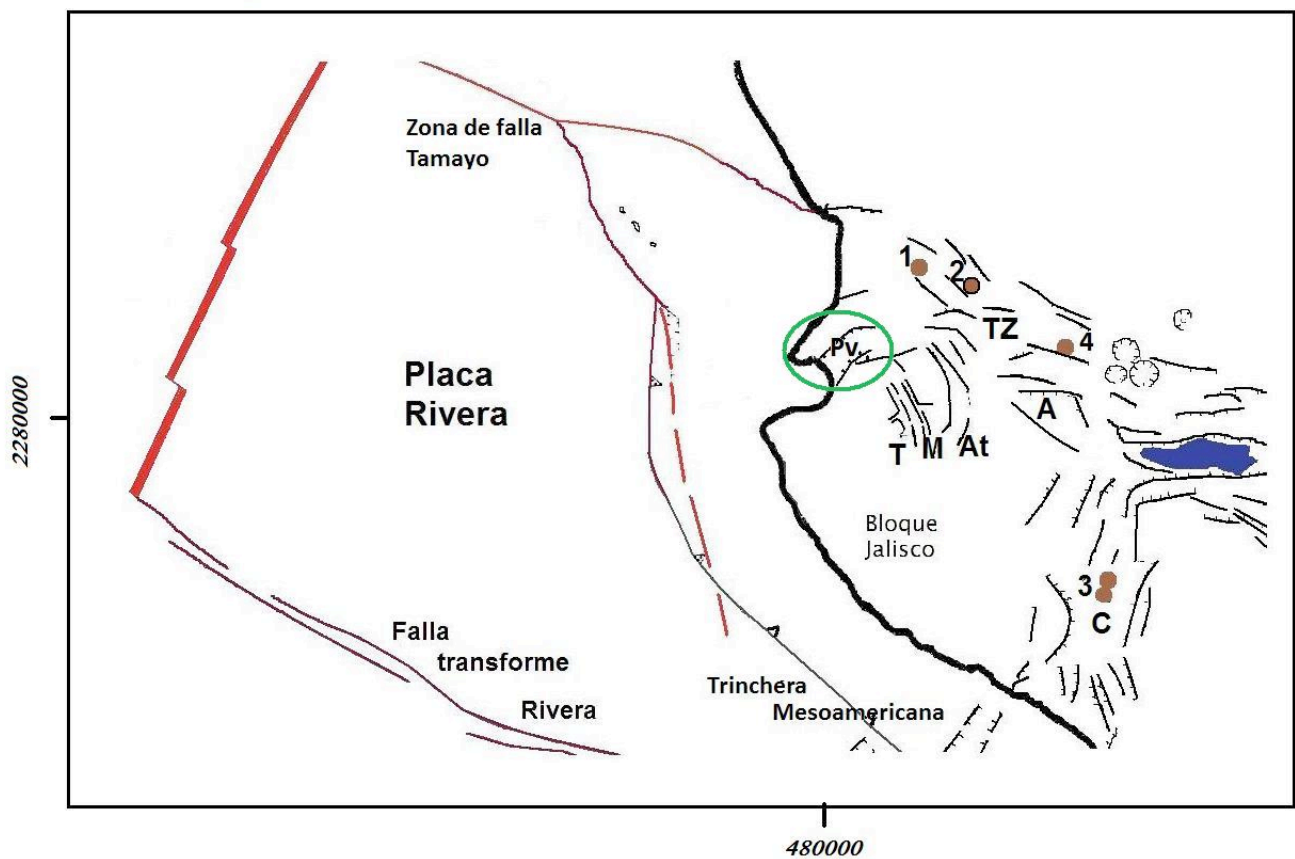 Zona de falla
Tamayo
1
2
TZ
4
Pv.
Placa
Rivera
A
2280000
T
M
At
Bloque
Jalisco
3
C
Falla
transforme
Rivera
Trinchera
Mesoamericana
480000